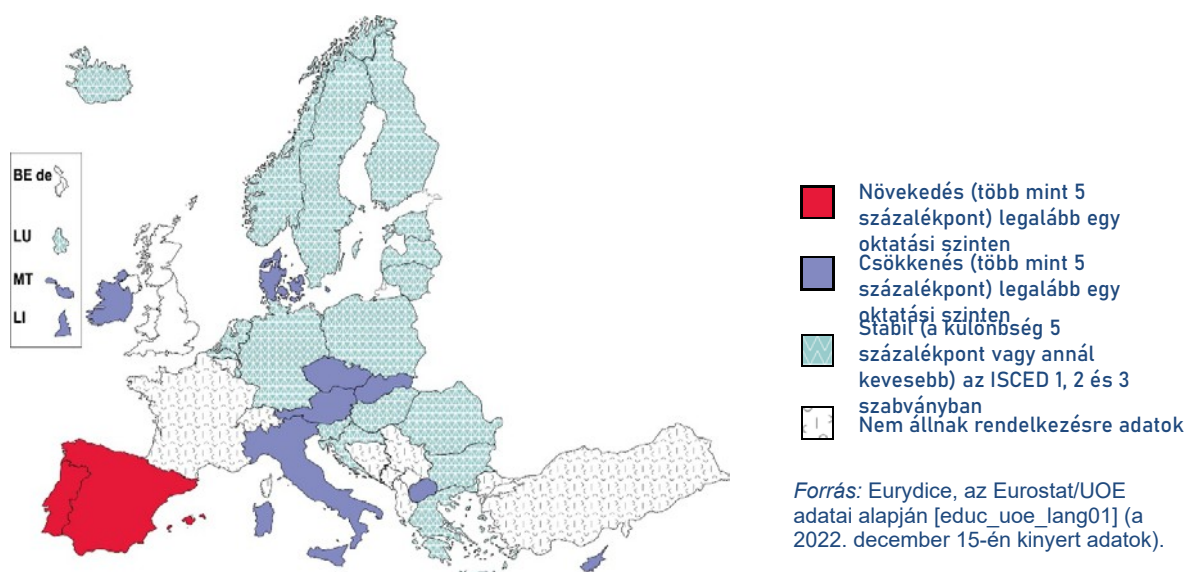 BE de
LU
MT
LI
Növekedés (több mint 5
százalékpont) legalább egy
oktatási szinten
Csökkenés (több mint 5
százalékpont) legalább egy
oktatási szinten
Stabil (a különbség 5
százalékpont vagy annál
kevesebb) az ISCED 1, 2 és 3
szabványban
Nem állnak rendelkezésre adatok
Forrás: Eurydice, az Eurostat/UOE
adatai alapján [educ_uoe_lang01] (a
2022. december 15-én kinyert adatok).